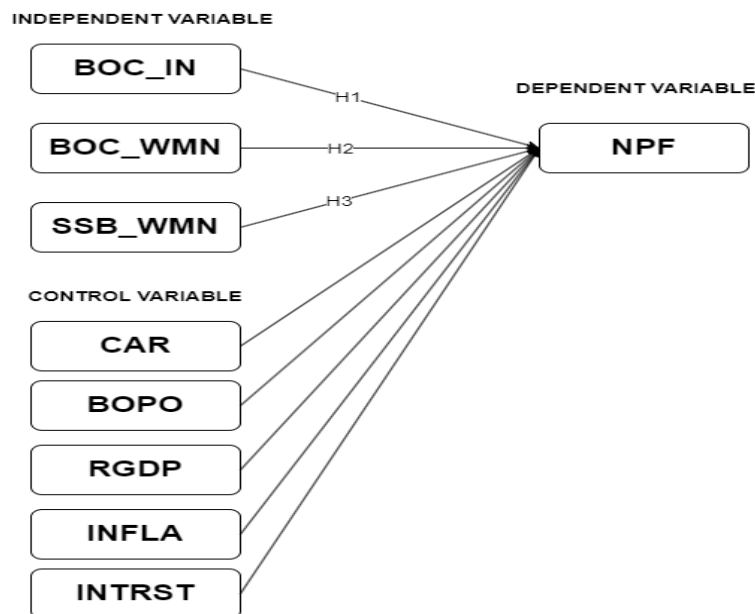 INDEPENDENT VARIABLE
BOC_IN
H1
DEPENDENT VARIABLE
BOC_WMN
H2
NPF
SSB_WMN
H3
CONTROL VARIABLE
CAR
BOPO
RGDP
INFLA
INTRST